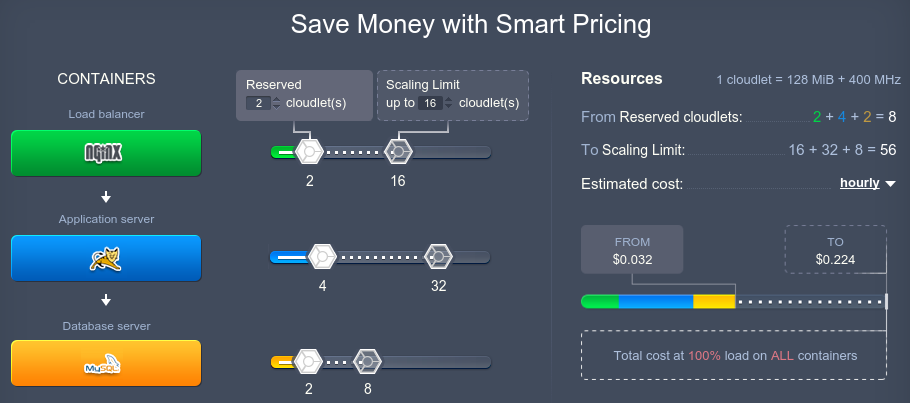 Save Money with Smart Pricing
CONTAINERS
Load balancer
NGINX
Application server
Database server
MySQL
Reserved
2 cloudlet(s)
Scaling Limit
up to 16 cloudlet(s)
2 16
4 32
2 8
Resources 1 cloudlet = 128 MiB + 400 MHz
From Reserved cloudlets: 2 + 4 + 2 = 8
To Scaling Limit: 16 + 32 + 8 = 56
Estimated cost: hourly
FROM TO
$0.032 $0.224
Total cost at 100% load on ALL containers